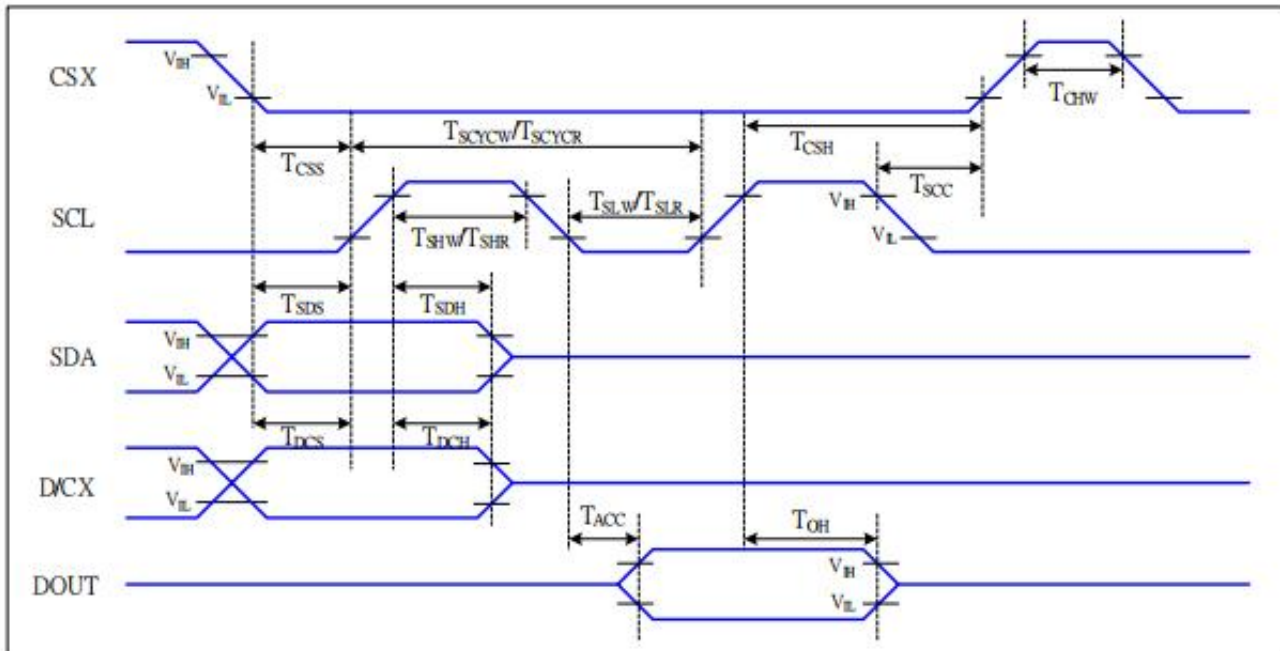 CSX
VIH
VIL
TCHW
TSCYCW/TSCYCR
TCSS
TCSH
TSCC
SCL
TSLW/TSLR
VIH
VIL
TSHW/TSHR
TSDS
TSDH
SDA
VIH
VIL
TDCS
TDCH
D/CX
VIH
VIL
TACC
TOH
DOUT
VIH
VIL